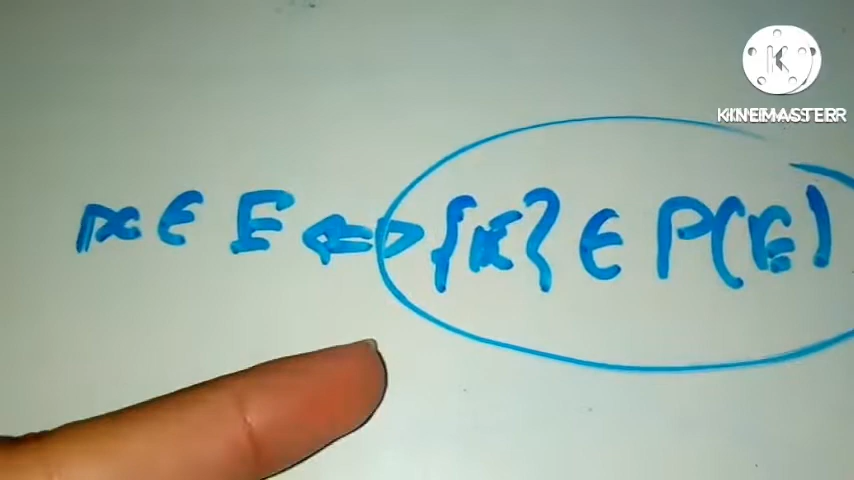 KINEMASTER
x ∈ E ⇔ {x} ∈ P(E)